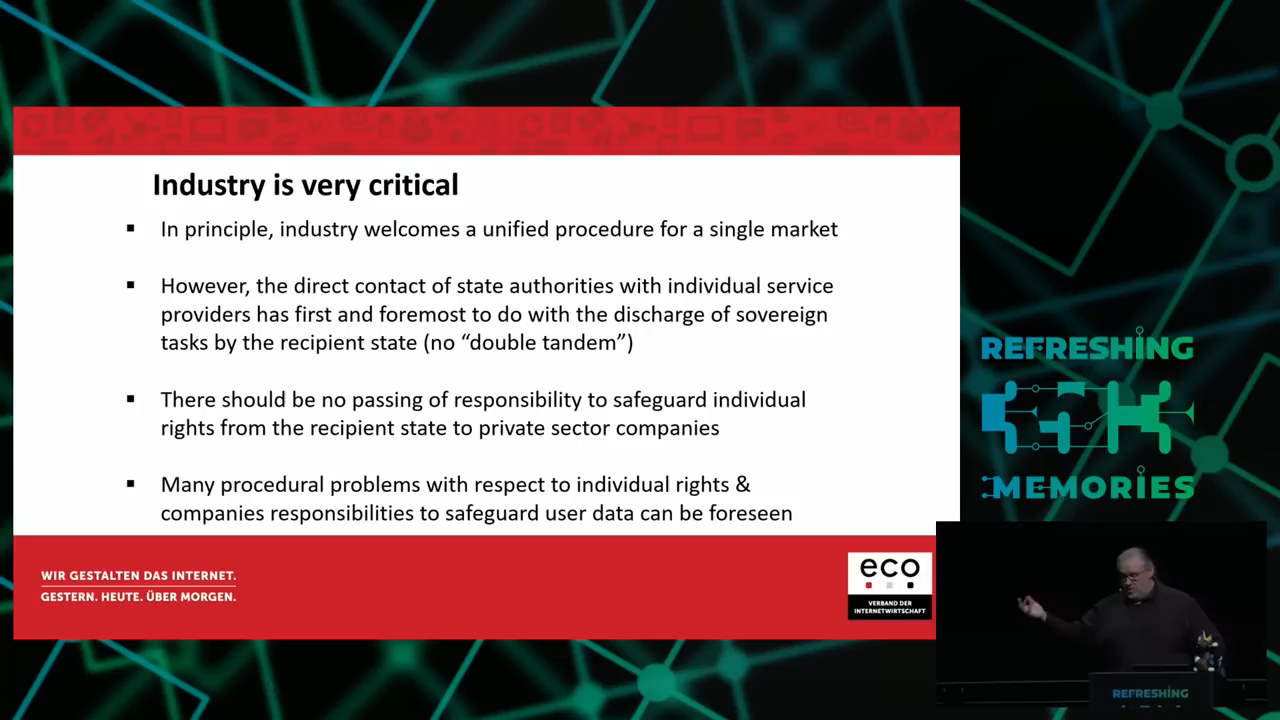 Industry is very critical
▪ In principle, industry welcomes a unified procedure for a single market
▪ However, the direct contact of state authorities with individual service
providers has first and foremost to do with the discharge of sovereign
tasks by the recipient state (no “double tandem”)
▪ There should be no passing of responsibility to safeguard individual
rights from the recipient state to private sector companies
▪ Many procedural problems with respect to individual rights &
companies responsibilities to safeguard user data can be foreseen
WIR GESTALTEN DAS INTERNET.
GESTERN. HEUTE. ÜBER MORGEN.
eco
VERBAND DER
INTERNETWIRTSCHAFT
REFRESHING
MEMORIES
REFRESHING